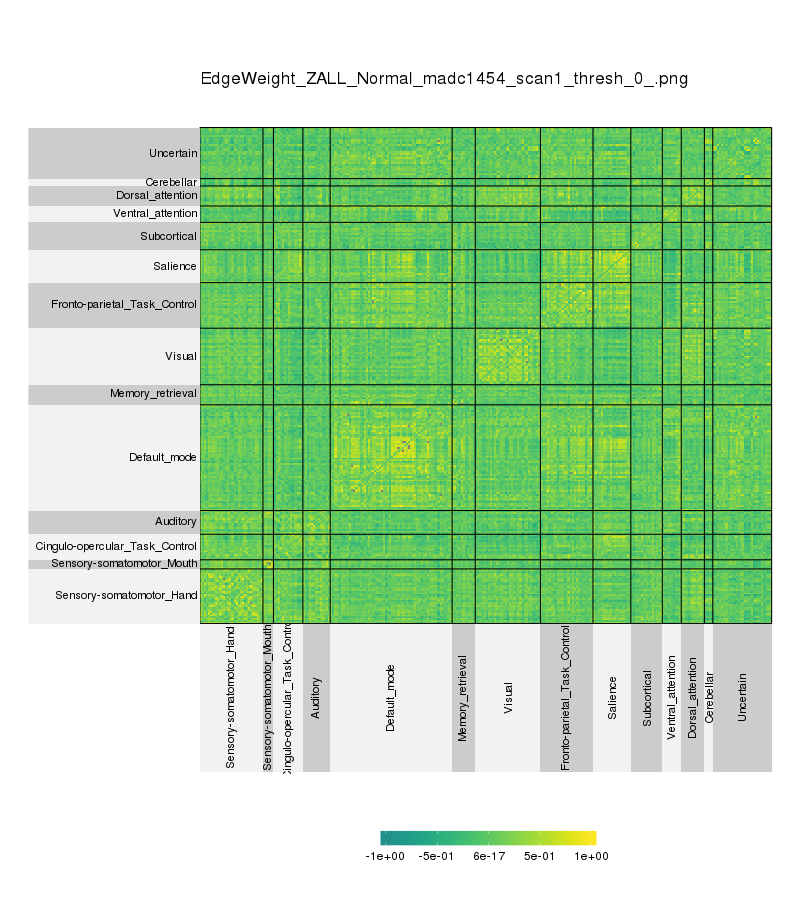 EdgeWeight_ZALL_Normal_madc1454_scan1_thresh_0_.png
Uncertain
Cerebellar
Dorsal_attention
Ventral_attention
Subcortical
Salience
Fronto-parietal_Task_Control
Visual
Memory_retrieval
Default_mode
Auditory
Cingulo-opercular_Task_Control
Sensory-somatomotor_Mouth
Sensory-somatomotor_Hand
Sensory-somatomotor_Hand
Sensory-somatomotor_Mouth
Cingulo-opercular_Task_Control
Auditory
Default_mode
Memory_retrieval
Visual
Fronto-parietal_Task_Control
Salience
Subcortical
Ventral_attention
Dorsal_attention
Cerebellar
Uncertain
-1e+00 -5e-01 6e-17 5e-01 1e+00